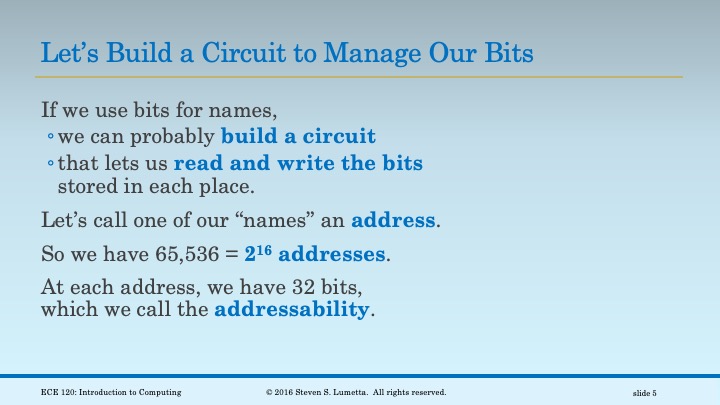 Let’s Build a Circuit to Manage Our Bits
If we use bits for names,
◦we can probably build a circuit
◦that lets us read and write the bits
stored in each place.
Let’s call one of our “names” an address.
So we have 65,536 = 2¹⁶ addresses.
At each address, we have 32 bits,
which we call the addressability.
ECE 120: Introduction to Computing
© 2016 Steven S. Lumetta. All rights reserved.
slide 5